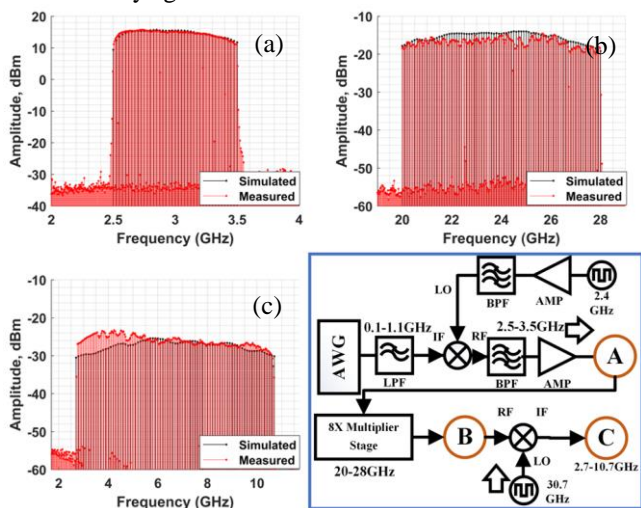 (a)
Amplitude, dBm
20
10
0
-10
-20
-30
-40
2
2.5
3
3.5
4
Frequency (GHz)
Simulated
Measured
(b)
Amplitude, dBm
-10
-20
-30
-40
-50
-60
20
22
24
26
28
Frequency (GHz)
Simulated
Measured
(c)
Amplitude, dBm
-10
-20
-30
-40
-50
-60
2
4
6
8
10
Frequency (GHz)
Simulated
Measured
LO
BPF
AMP
2.4
GHz
AWG
0.1-1.1GHz
LPF
IF
RF
2.5-3.5GHz
BPF
AMP
A
8X Multiplier
Stage
20-28GHz
B
RF
IF
LO
30.7
GHz
C
2.7-10.7GHz